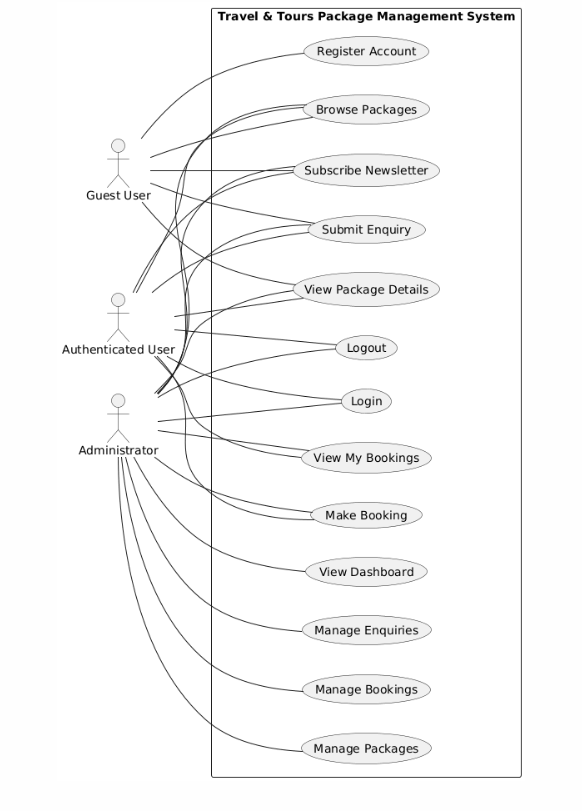 Travel & Tours Package Management System
Register Account
Browse Packages
Guest User
Subscribe Newsletter
Submit Enquiry
View Package Details
Authenticated User
Logout
Login
Administrator
View My Bookings
Make Booking
View Dashboard
Manage Enquiries
Manage Bookings
Manage Packages